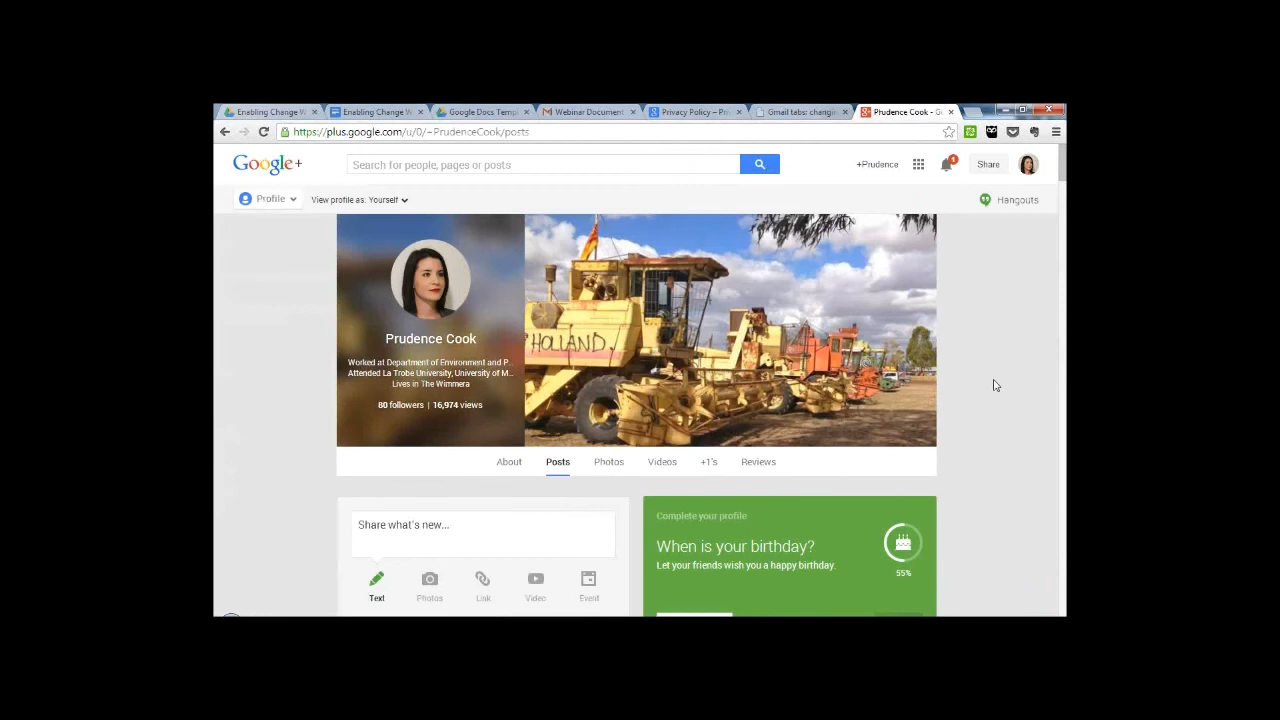 Enabling Change W
Enabling Change W
Google Docs Temp
Webinar Document
Privacy Policy – Pri
Gmail tabs: changin
Prudence Cook - G
https://plus.google.com/u/0/+PrudenceCook/posts
Google+
Search for people, pages or posts
+Prudence
1
Share
Profile
View profile as: Yourself
Hangouts
HOLLAND
Prudence Cook
Worked at Department of Environment and P...
Attended La Trobe University, University of M...
Lives in The Wimmera
80 followers | 16,974 views
About
Posts
Photos
Videos
+1's
Reviews
Share what's new...
Text
Photos
Link
Video
Event
Complete your profile
When is your birthday?
Let your friends wish you a happy birthday.
55%